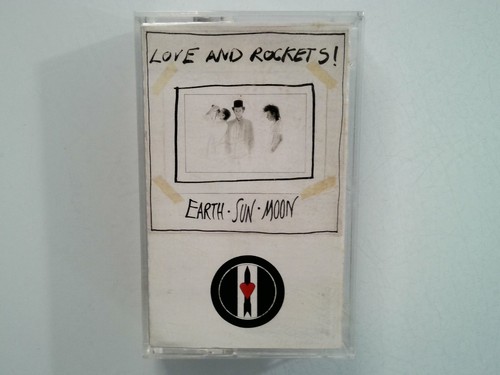 LOVE AND ROCKETS!
EARTH · SUN · MOON